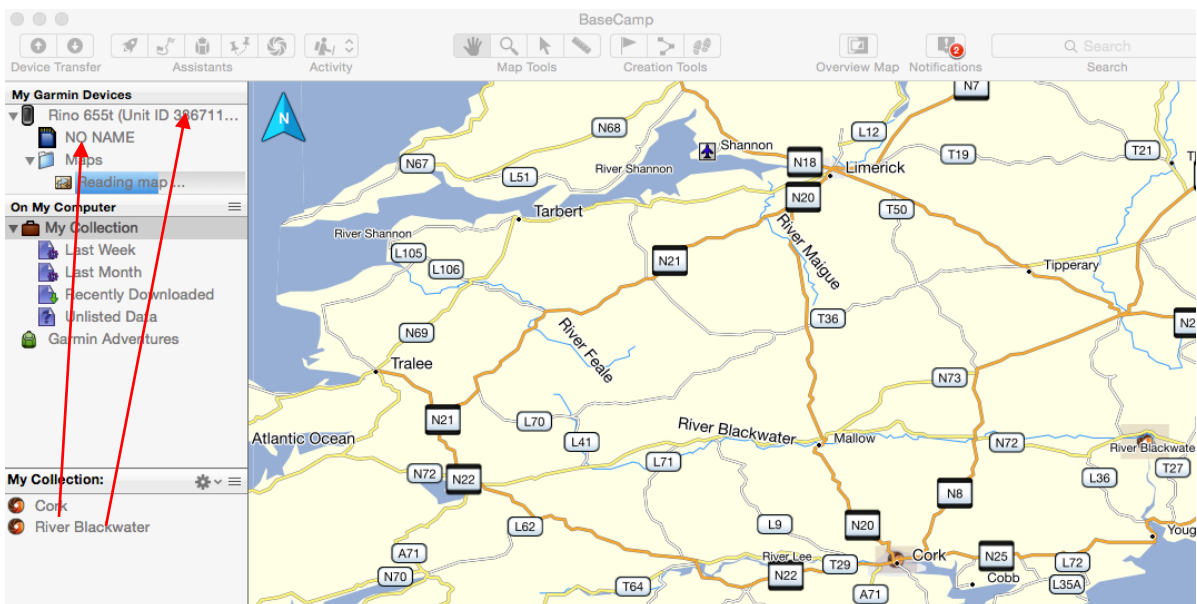 BaseCamp
Device Transfer
Assistants
Activity
Map Tools
Creation Tools
Overview Map
Notifications
2
Search
Search
My Garmin Devices
Rino 655t (Unit ID 336711...
NO NAME
Maps
Reading map ...
On My Computer
My Collection
Last Week
Last Month
Recently Downloaded
Unlisted Data
Garmin Adventures
My Collection:
Cork
River Blackwater
N
N7
N68
L12
N67
Shannon
N18
Limerick
T19
T21
River Shannon
L51
N20
T50
Tarbert
River Shannon
L105
L106
N21
River Maigue
Tipperary
N69
River Feale
T36
N2
Tralee
N73
N21
L70
L41
River Blackwater
Mallow
N72
River Blackwate
Atlantic Ocean
N72
N22
L71
L36
T27
N8
L62
L9
N20
Youg
A71
N70
River Lee
T29
Cork
N25
L72
T64
N22
A71
Cobb
L35A